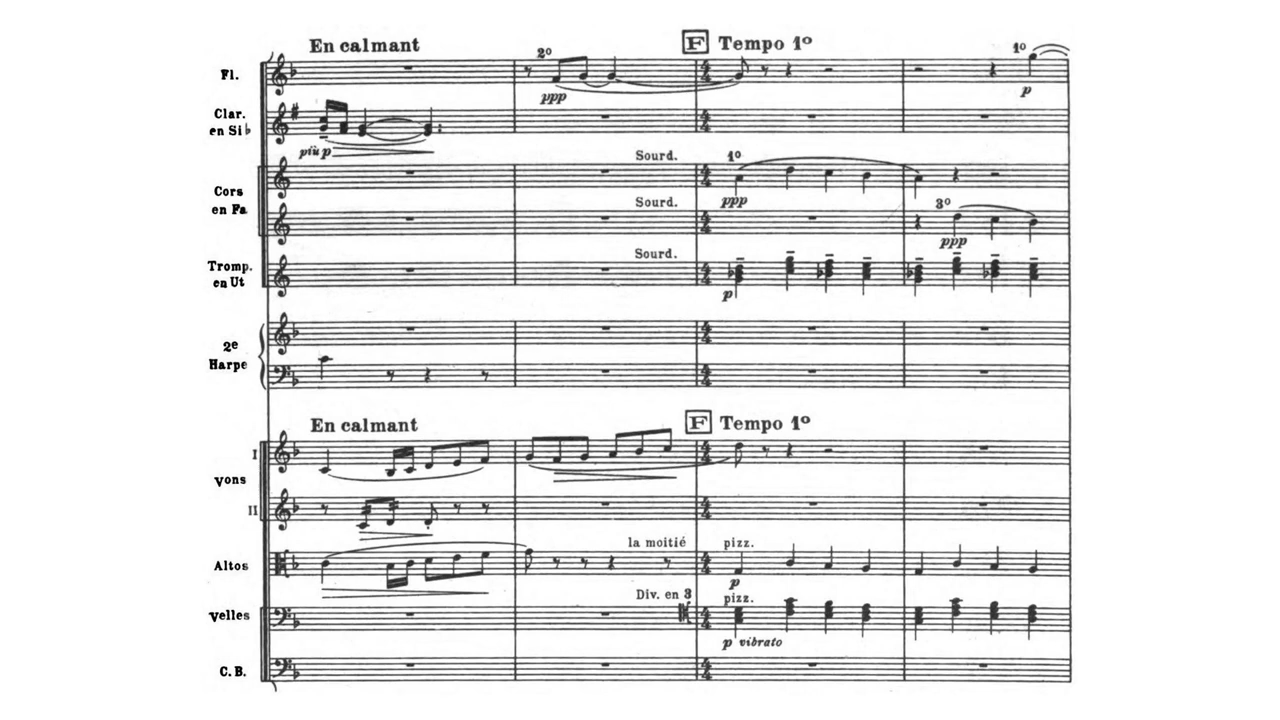 En calmant F Tempo 1º
Fl. 2º 1º
ppp p
Clar.
en Si♭
più p
Sourd. 1º
Cors
en Fa
ppp
Sourd. 3º
ppp
Sourd.
Tromp.
en Ut
p
2e
Harpe
En calmant F Tempo 1º
I
Vons
II
la moitié pizz.
Altos
p
Div. en 3 pizz.
Velles
p vibrato
C.B.